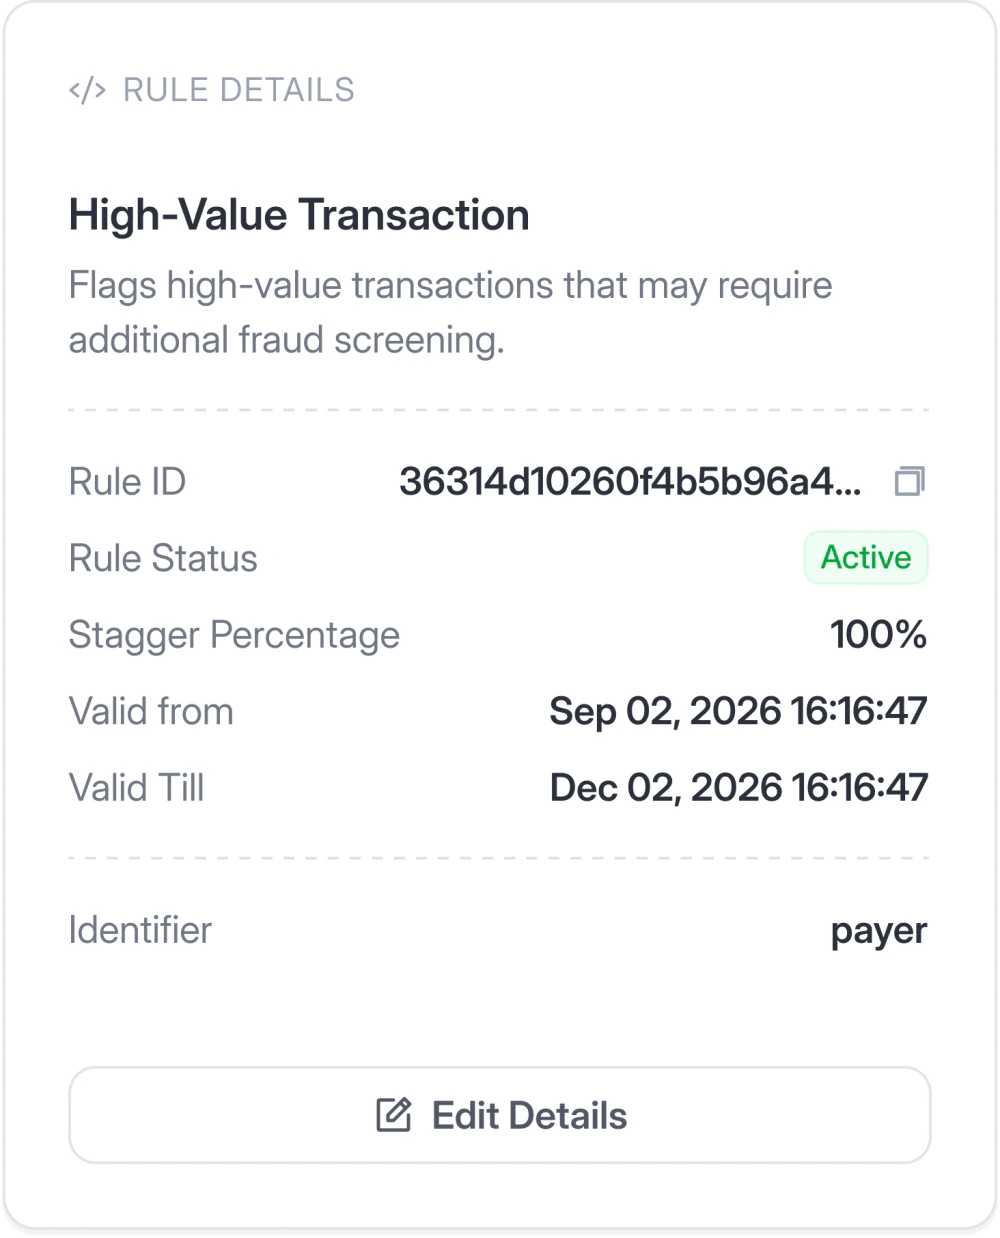 </> RULE DETAILS
High-Value Transaction
Flags high-value transactions that may require
additional fraud screening.
Rule ID 36314d10260f4b5b96a4...
Rule Status Active
Stagger Percentage 100%
Valid from Sep 02, 2026 16:16:47
Valid Till Dec 02, 2026 16:16:47
Identifier payer
Edit Details